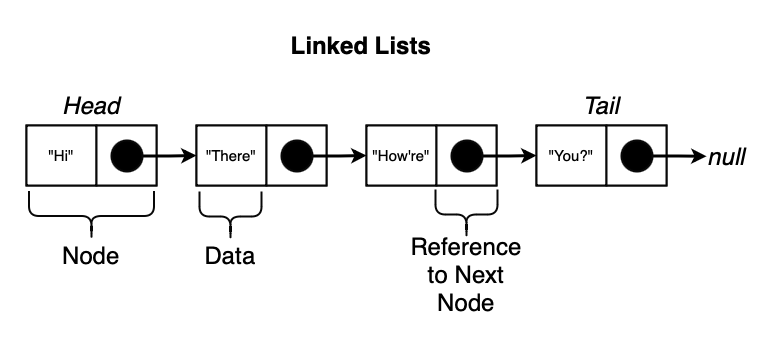 Linked Lists
Head
Tail
"Hi"
"There"
"How're"
"You?"
null
Node
Data
Reference
to Next
Node